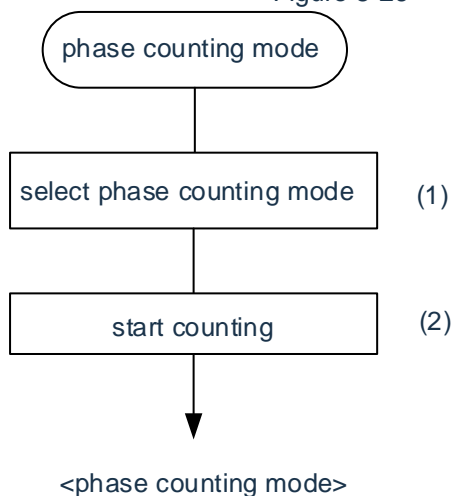 phase counting mode
select phase counting mode
(1)
start counting
(2)
<phase counting mode>